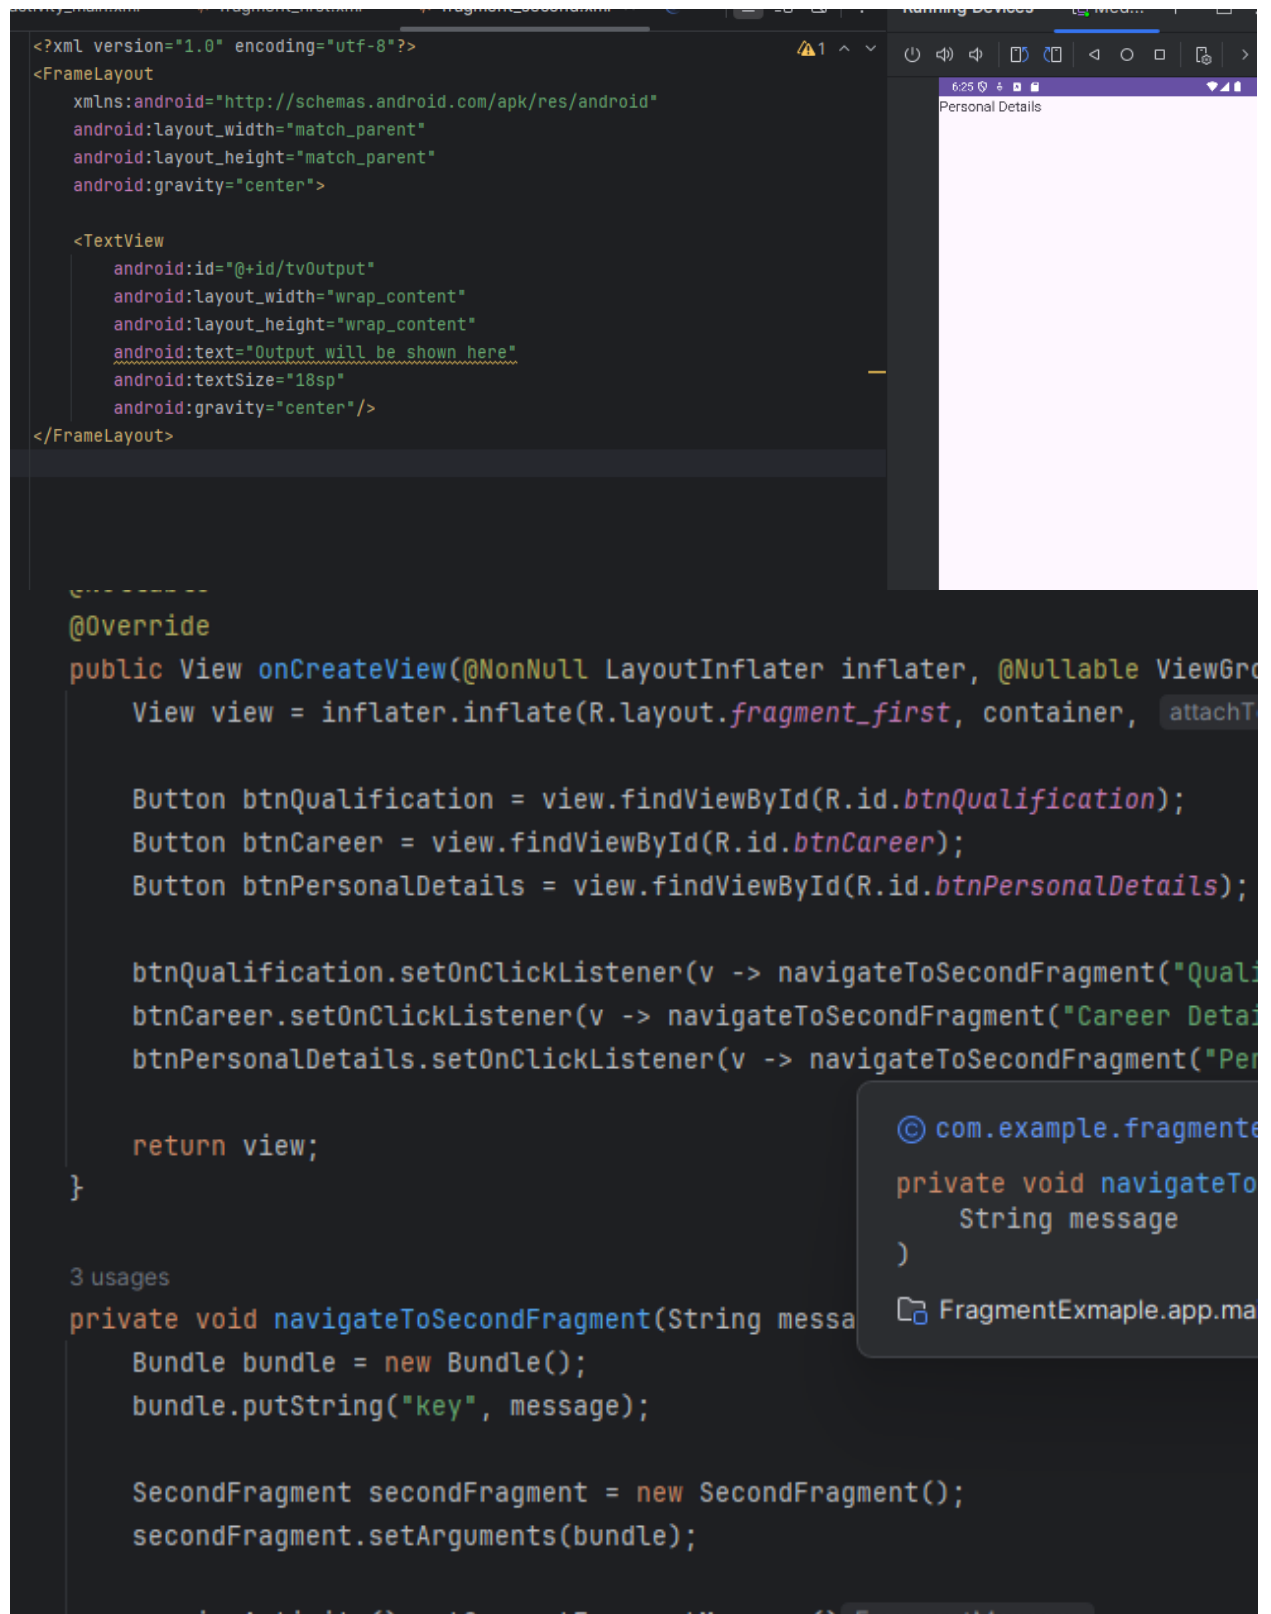 fragment_first.xml
fragment_second.xml
Running Devices
<?xml version="1.0" encoding="utf-8"?>
1
<FrameLayout
xmlns:android="http://schemas.android.com/apk/res/android"
android:layout_width="match_parent"
android:layout_height="match_parent"
android:gravity="center">
<TextView
android:id="@+id/tvOutput"
android:layout_width="wrap_content"
android:layout_height="wrap_content"
android:text="Output will be shown here"
android:textSize="18sp"
android:gravity="center"/>
</FrameLayout>
6:25
Personal Details
@Override
public View onCreateView(@NonNull LayoutInflater inflater, @Nullable ViewGro
View view = inflater.inflate(R.layout.fragment_first, container, attachT
Button btnQualification = view.findViewById(R.id.btnQualification);
Button btnCareer = view.findViewById(R.id.btnCareer);
Button btnPersonalDetails = view.findViewById(R.id.btnPersonalDetails);
btnQualification.setOnClickListener(v -> navigateToSecondFragment("Quali
btnCareer.setOnClickListener(v -> navigateToSecondFragment("Career Detai
btnPersonalDetails.setOnClickListener(v -> navigateToSecondFragment("Per
return view;
}
com.example.fragmente
private void navigateTo
String message
)
FragmentExmaple.app.ma
3 usages
private void navigateToSecondFragment(String messa
Bundle bundle = new Bundle();
bundle.putString("key", message);
SecondFragment secondFragment = new SecondFragment();
secondFragment.setArguments(bundle);